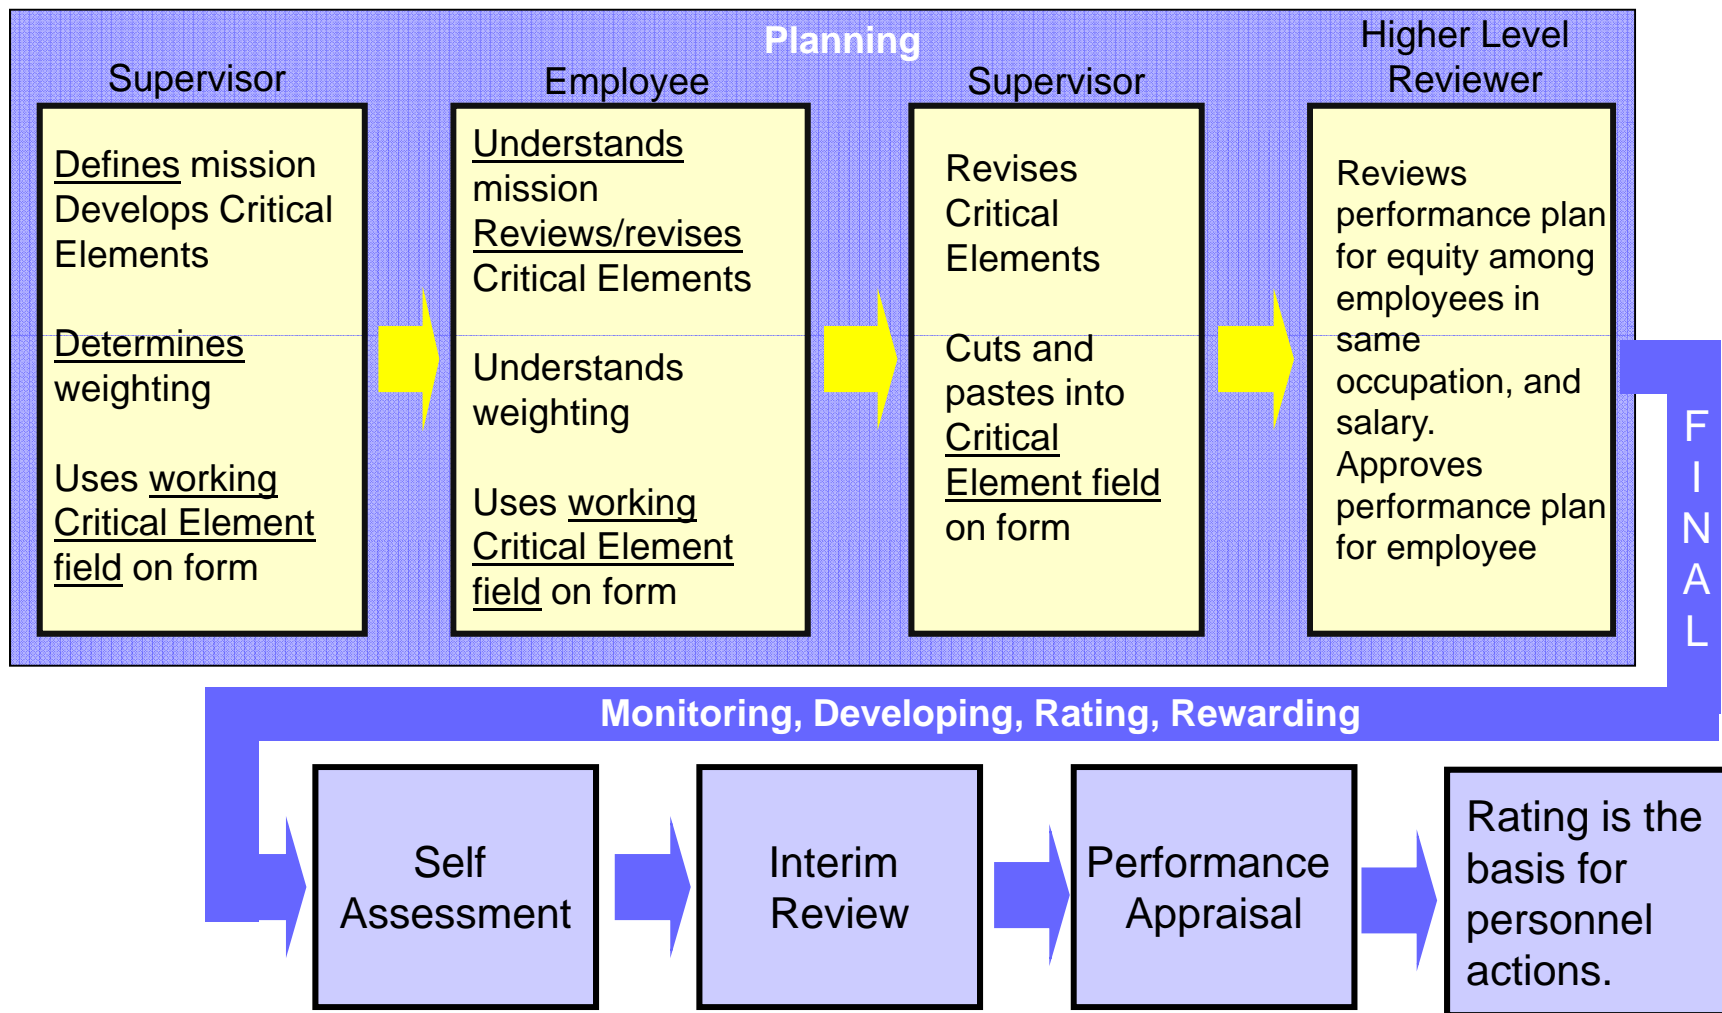 Planning
Supervisor
Defines mission
Develops Critical
Elements
Determines
weighting
Uses working
Critical Element
field on form
Employee
Understands
mission
Reviews/revises
Critical Elements
Understands
weighting
Uses working
Critical Element
field on form
Supervisor
Revises
Critical
Elements
Cuts and
pastes into
Critical
Element field
on form
Higher Level
Reviewer
Reviews
performance plan
for equity among
employees in
same
occupation, and
salary.
Approves
performance plan
for employee
F
I
N
A
L
Monitoring, Developing, Rating, Rewarding
Self
Assessment
Interim
Review
Performance
Appraisal
Rating is the
basis for
personnel
actions.